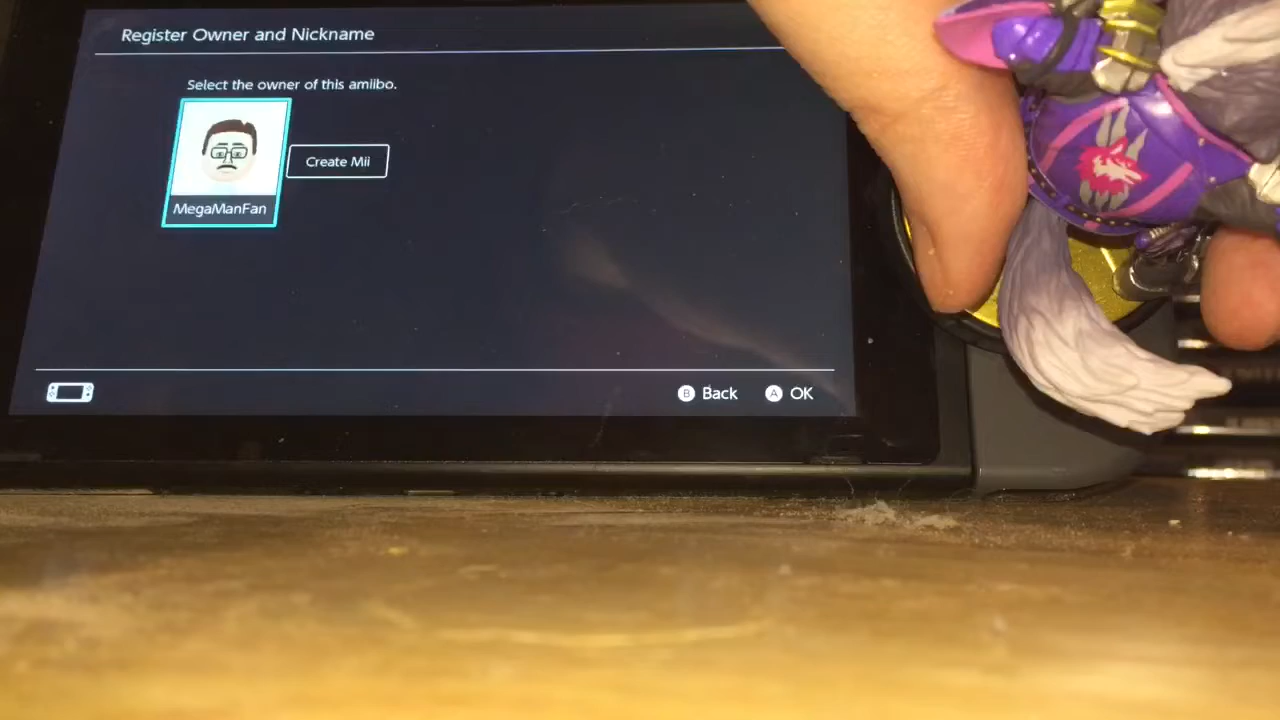 Register Owner and Nickname
Select the owner of this amiibo.
Create Mii
MegaManFan
B Back A OK